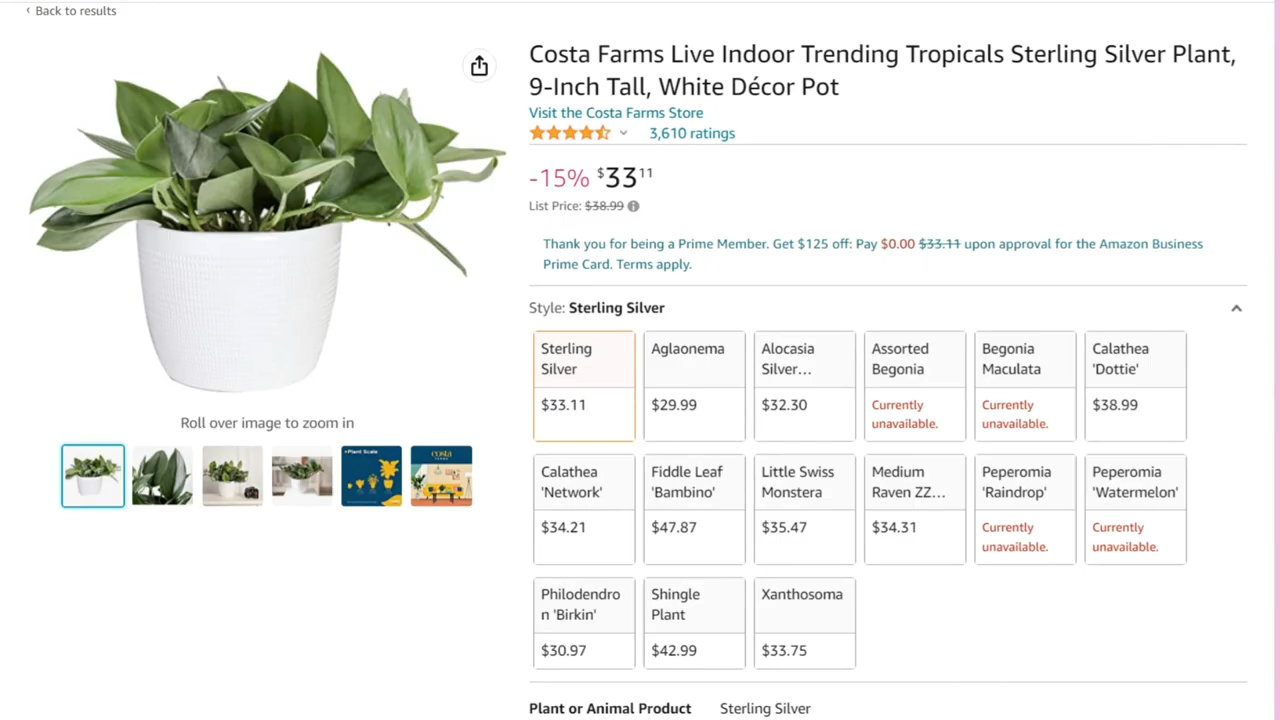 ‹ Back to results
Costa Farms Live Indoor Trending Tropicals Sterling Silver Plant,
9-Inch Tall, White Décor Pot
Visit the Costa Farms Store
3,610 ratings
-15% $33 11
List Price: $38.99
Thank you for being a Prime Member. Get $125 off: Pay $0.00 $33.11 upon approval for the Amazon Business
Prime Card. Terms apply.
Style: Sterling Silver
Sterling
Silver
$33.11
Aglaonema
$29.99
Alocasia
Silver...
$32.30
Assorted
Begonia
Currently
unavailable.
Begonia
Maculata
Currently
unavailable.
Calathea
'Dottie'
$38.99
Calathea
'Network'
$34.21
Fiddle Leaf
'Bambino'
$47.87
Little Swiss
Monstera
$35.47
Medium
Raven ZZ...
$34.31
Peperomia
'Raindrop'
Currently
unavailable.
Peperomia
'Watermelon'
Currently
unavailable.
Philodendro
n 'Birkin'
$30.97
Shingle
Plant
$42.99
Xanthosoma
$33.75
Plant or Animal Product Sterling Silver
Roll over image to zoom in
Plant Scale
costa